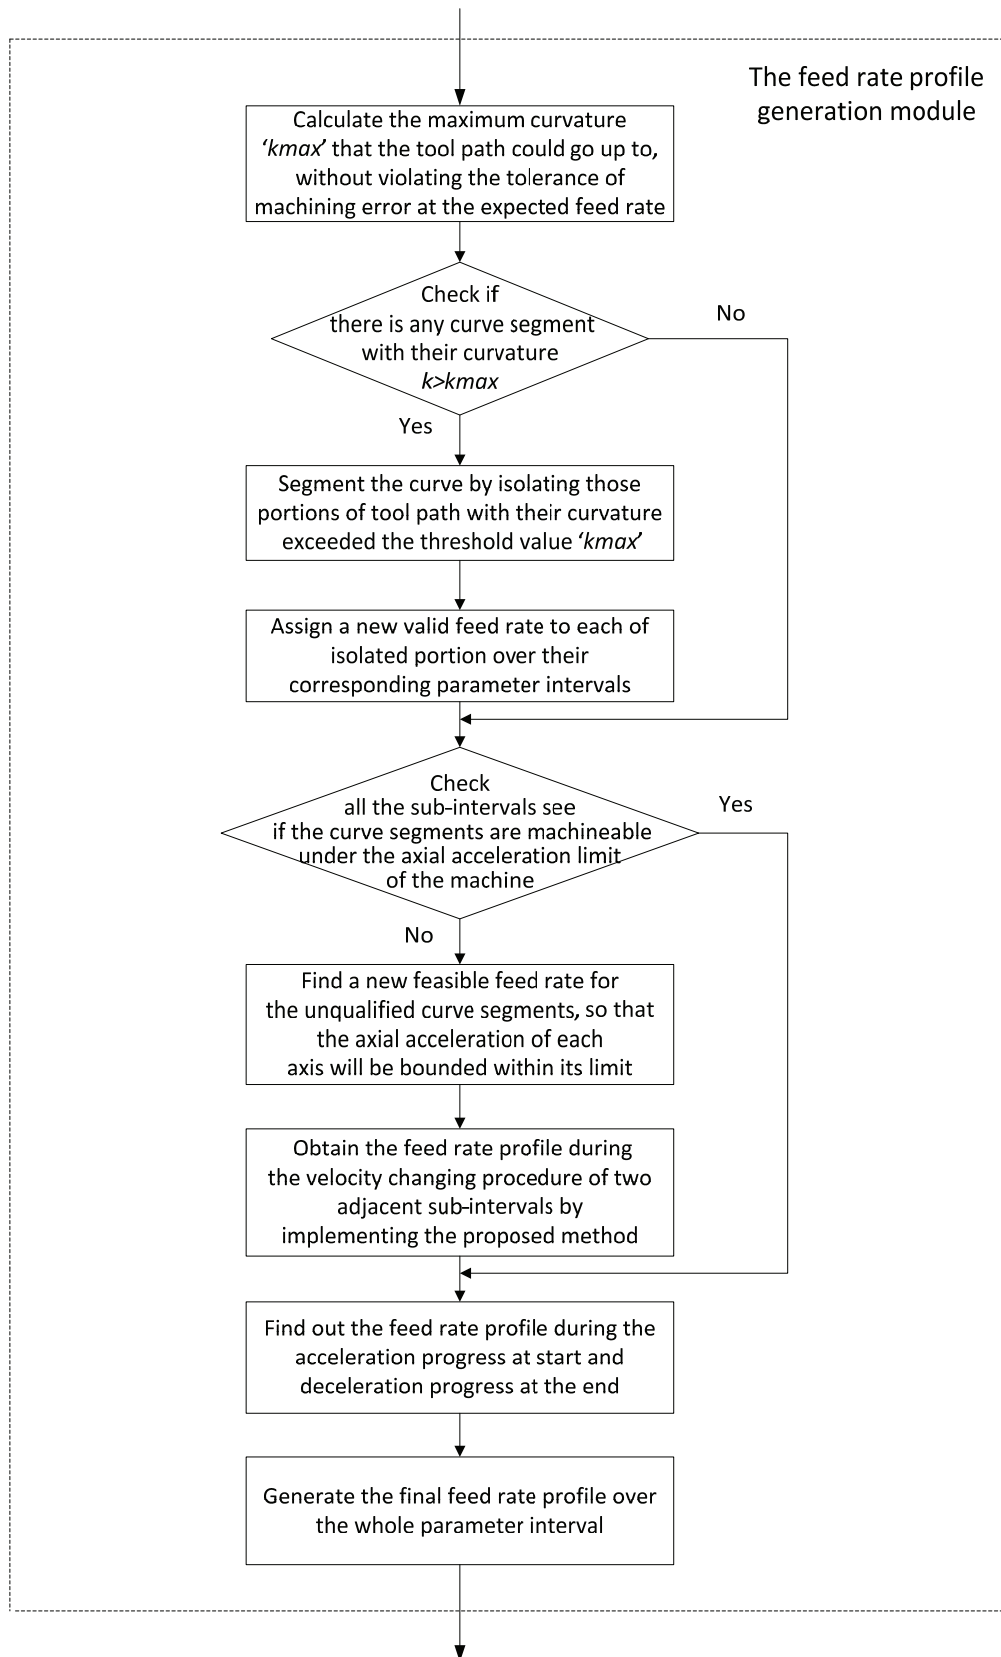 The feed rate profile
generation module
Calculate the maximum curvature
‘kmax’ that the tool path could go up to,
without violating the tolerance of
machining error at the expected feed rate
Check if
there is any curve segment
with their curvature
k>kmax
No
Yes
Segment the curve by isolating those
portions of tool path with their curvature
exceeded the threshold value ‘kmax’
Assign a new valid feed rate to each of
isolated portion over their
corresponding parameter intervals
Check
all the sub-intervals see
if the curve segments are machineable
under the axial acceleration limit
of the machine
Yes
No
Find a new feasible feed rate for
the unqualified curve segments, so that
the axial acceleration of each
axis will be bounded within its limit
Obtain the feed rate profile during
the velocity changing procedure of two
adjacent sub-intervals by
implementing the proposed method
Find out the feed rate profile during the
acceleration progress at start and
deceleration progress at the end
Generate the final feed rate profile over
the whole parameter interval